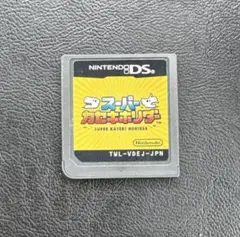 NINTENDO DS™
スーパー
カセキホリダー
SUPER KASEKI HORIDER
Nintendo
TWL-VDEJ-JPN